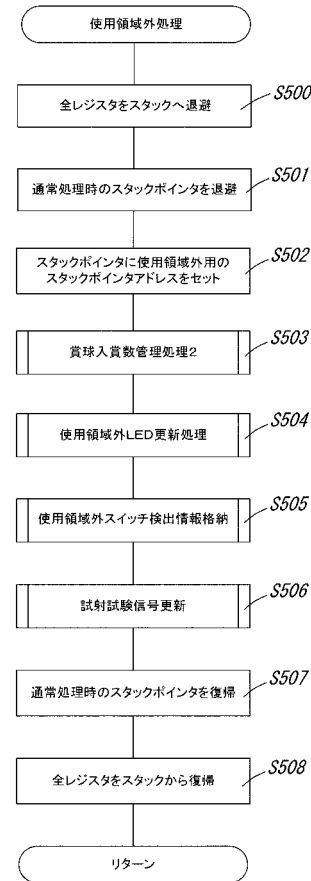 使用領域外処理
全レジスタをスタックへ退避
S500
通常処理時のスタックポインタを退避
S501
スタックポインタに使用領域外用の
スタックポインタアドレスをセット
S502
賞球入賞数管理処理2
S503
使用領域外LED更新処理
S504
使用領域外スイッチ検出情報格納
S505
試射試験信号更新
S506
通常処理時のスタックポインタを復帰
S507
全レジスタをスタックから復帰
S508
リターン